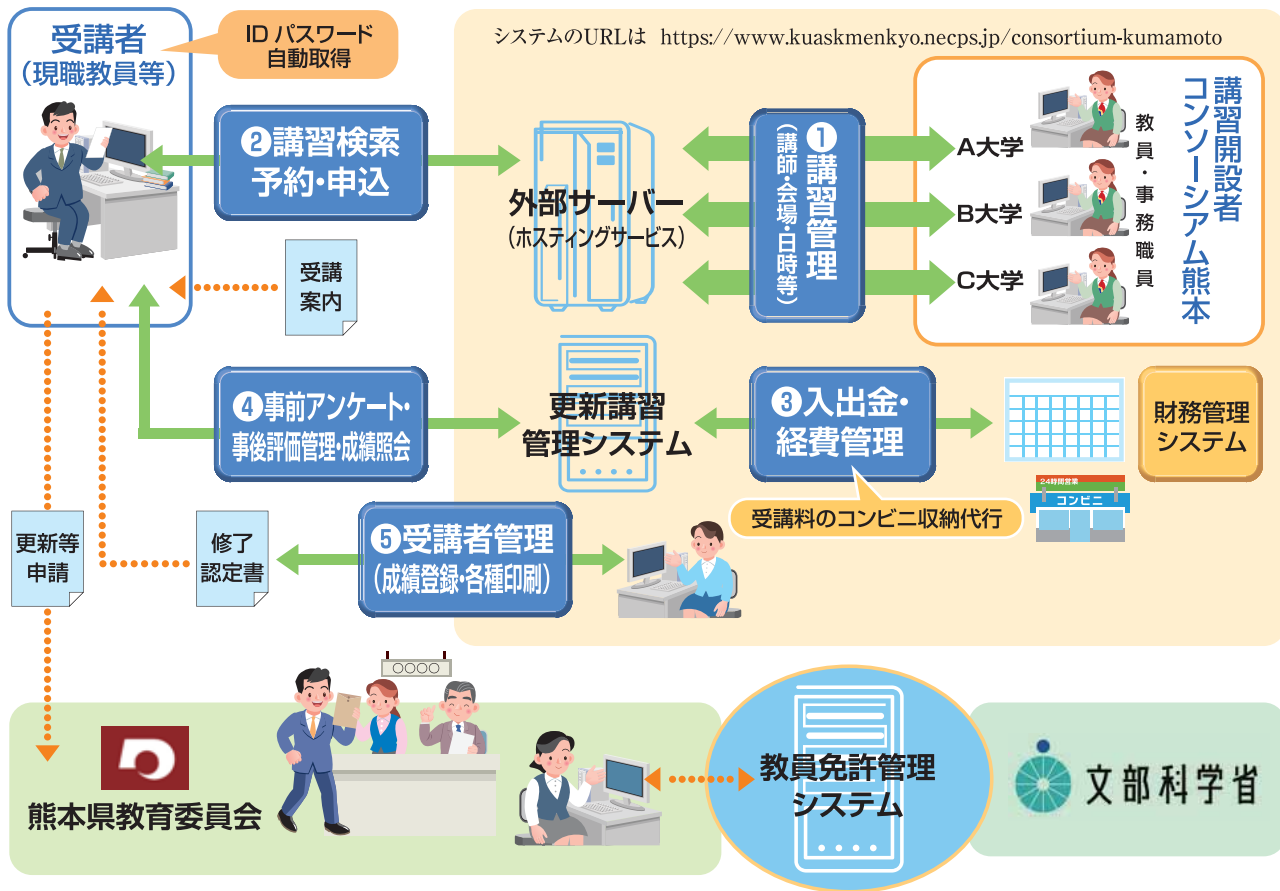 受講者
（現職教員等）
ID パスワード
自動取得
システムのURLは https://www.kuaskmenkyo.necps.jp/consortium-kumamoto
❷講習検索
予約・申込
外部サーバー
（ホスティングサービス）
❶講習管理
（講師・会場・日時等）
A大学
B大学
C大学
教員・事務職員
講習開設者
コンソーシアム熊本
受講
案内
❹事前アンケート・
事後評価管理・成績照会
更新講習
管理システム
❸入出金・
経費管理
財務管理
システム
24時間営業
コンビニ
受講料のコンビニ収納代行
更新等
申請
修了
認定書
❺受講者管理
（成績登録・各種印刷）
○○○○
熊本県教育委員会
教員免許管理
システム
文部科学省